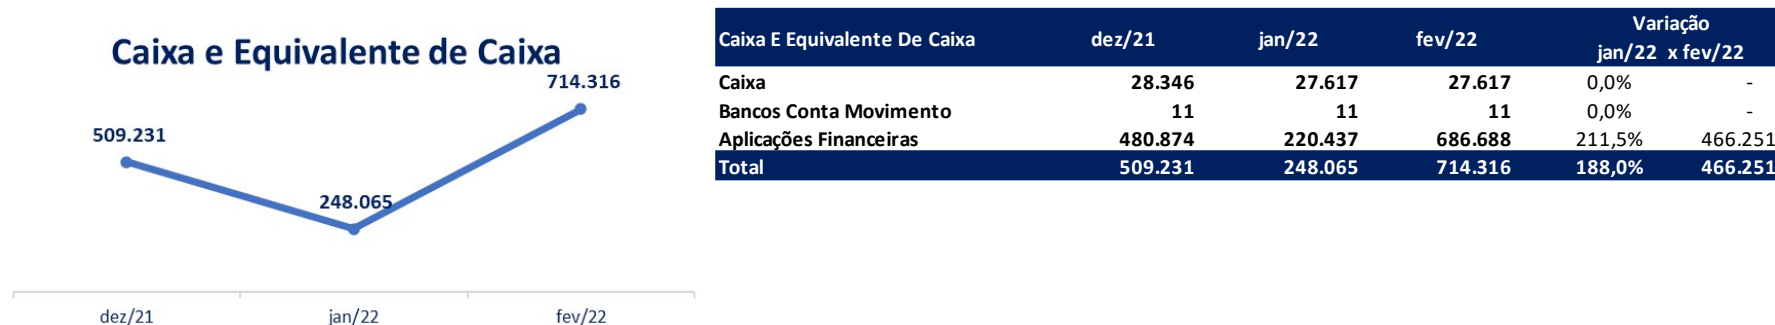 Caixa e Equivalente de Caixa
714.316
509.231
248.065
dez/21 jan/22 fev/22
Caixa E Equivalente De Caixa dez/21 jan/22 fev/22 Variação
jan/22 x fev/22
Caixa 28.346 27.617 27.617 0,0% -
Bancos Conta Movimento 11 11 11 0,0% -
Aplicações Financeiras 480.874 220.437 686.688 211,5% 466.251
Total 509.231 248.065 714.316 188,0% 466.251